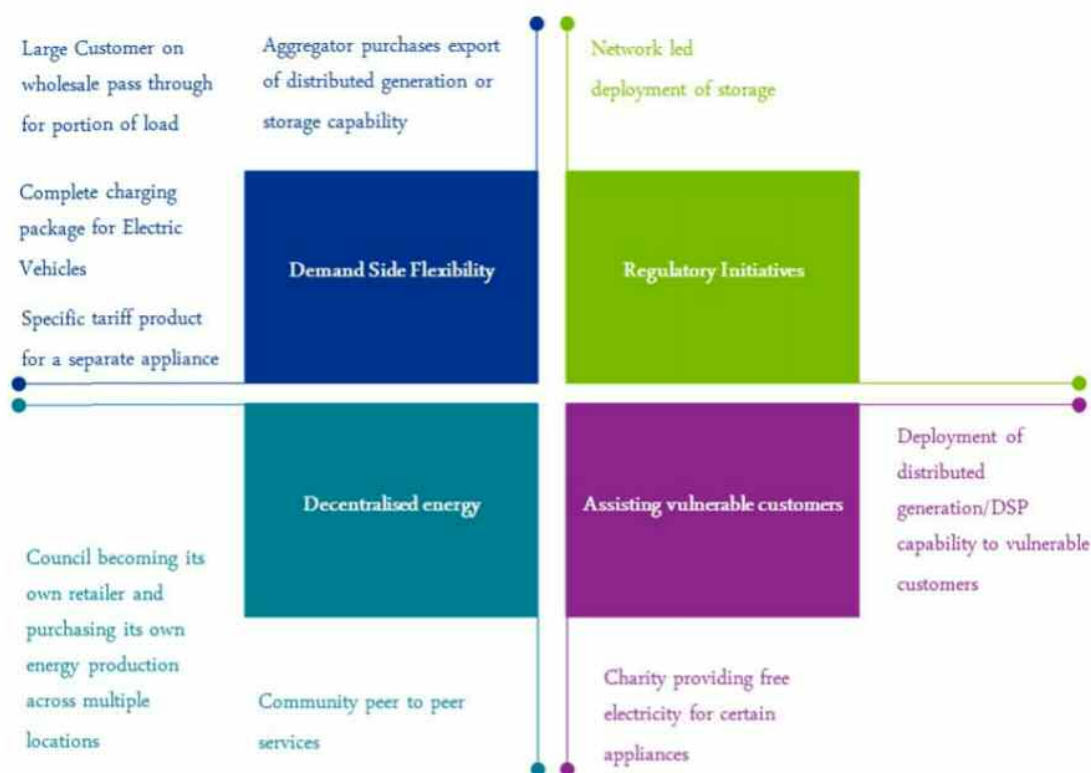 Large Customer on
wholesale pass through
for portion of load
Aggregator purchases export
of distributed generation or
storage capability
Network led
deployment of storage
Complete charging
package for Electric
Vehicles
Specific tariff product
for a separate appliance
Demand Side Flexibility
Regulatory Initiatives
Decentralised energy
Assisting vulnerable customers
Deployment of
distributed
generation/DSP
capability to vulnerable
customers
Council becoming its
own retailer and
purchasing its own
energy production
across multiple
locations
Community peer to peer
services
Charity providing free
electricity for certain
appliances